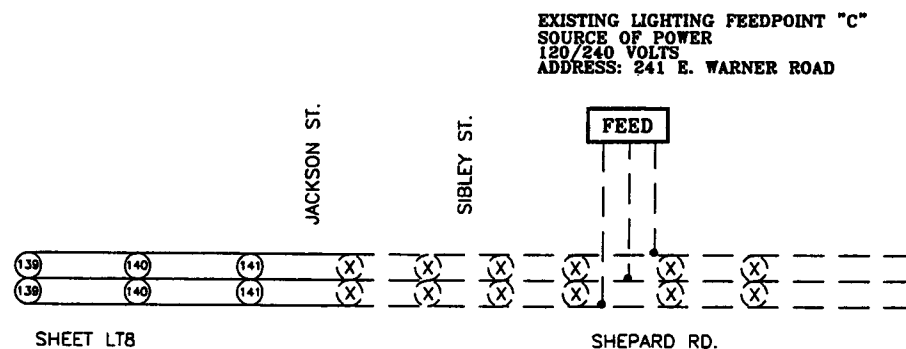 EXISTING LIGHTING FEEDPOINT "C"
SOURCE OF POWER
120/240 VOLTS
ADDRESS: 241 E. WARNER ROAD
JACKSON ST.
SIBLEY ST.
FEED
139 140 141 X X X X X X
139 140 141 X X X X X X
SHEET LT8
SHEPARD RD.